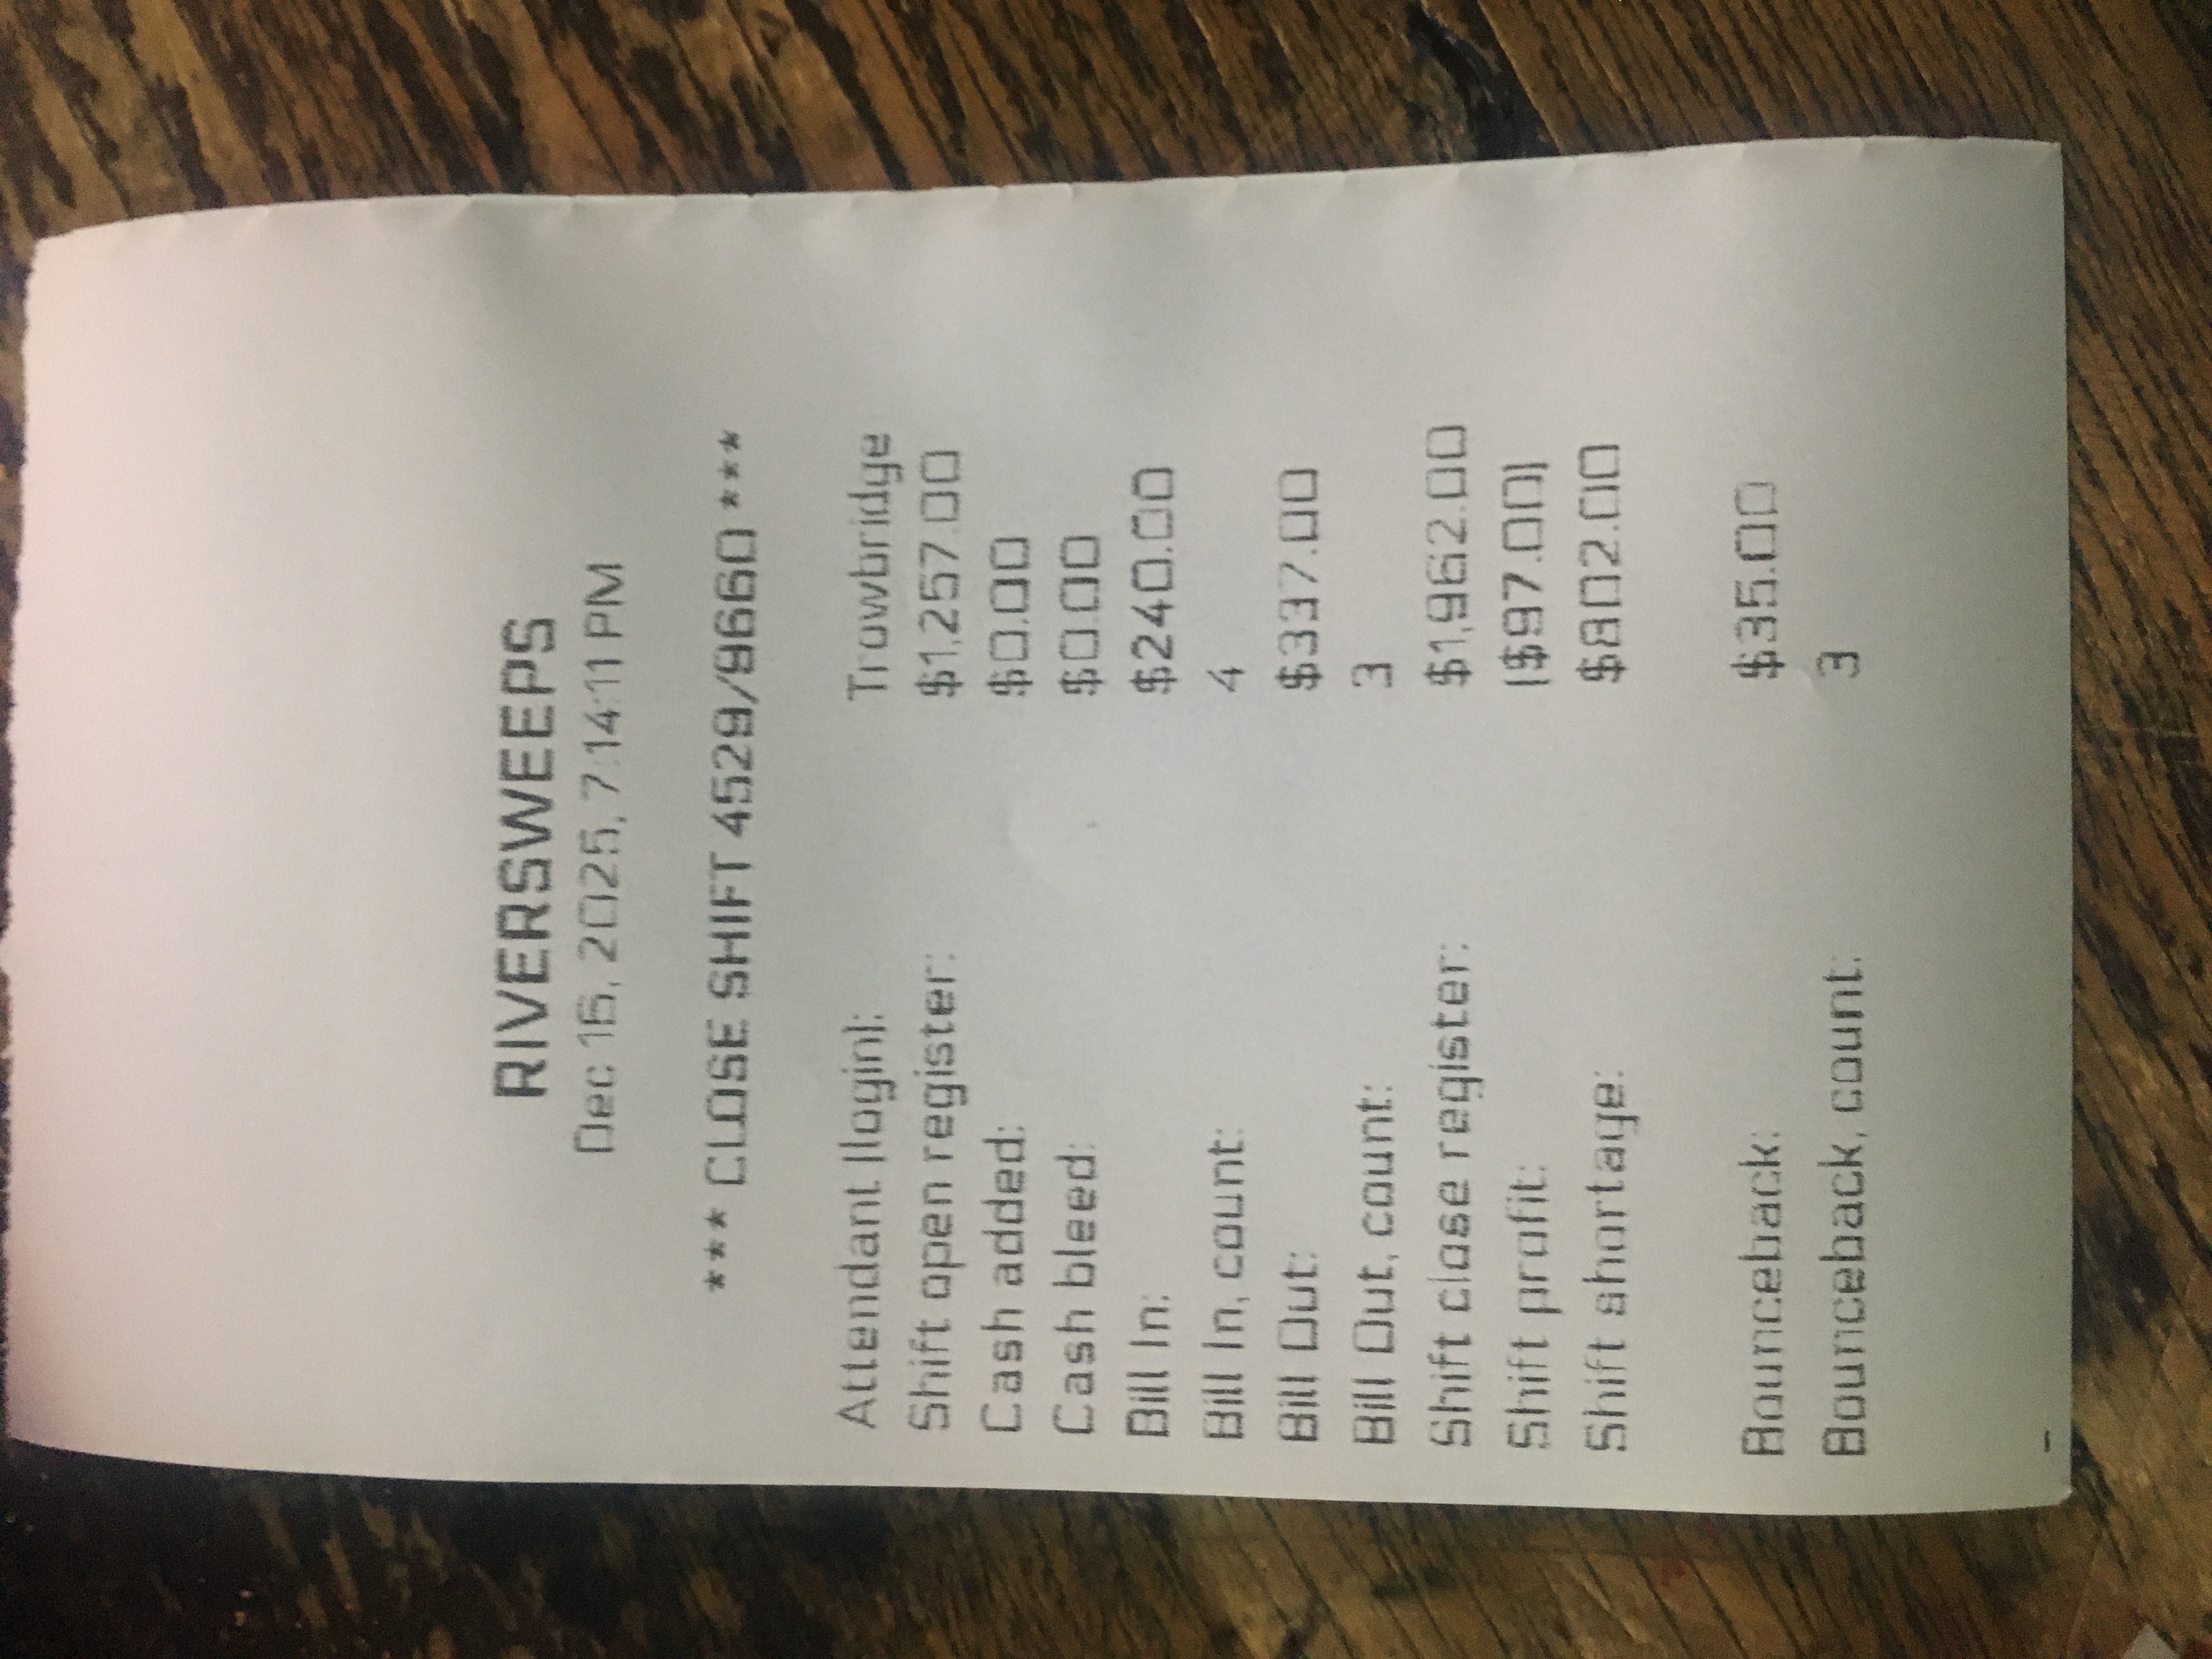 RIVERSWEEPS
Dec 16, 2025, 7:14:11 PM
*** CLOSE SHIFT 4529/9660 ***
Attendant (login): Trowbridge
Shift open register: $1,257.00
Cash added: $0.00
Cash bleed: $0.00
Bill In: $240.00
Bill In, count: 4
Bill Out: $337.00
Bill Out, count: 3
Shift close register: $1,962.00
Shift profit: ($97.00)
Shift shortage: $802.00
Bounceback: $35.00
Bounceback, count: 3